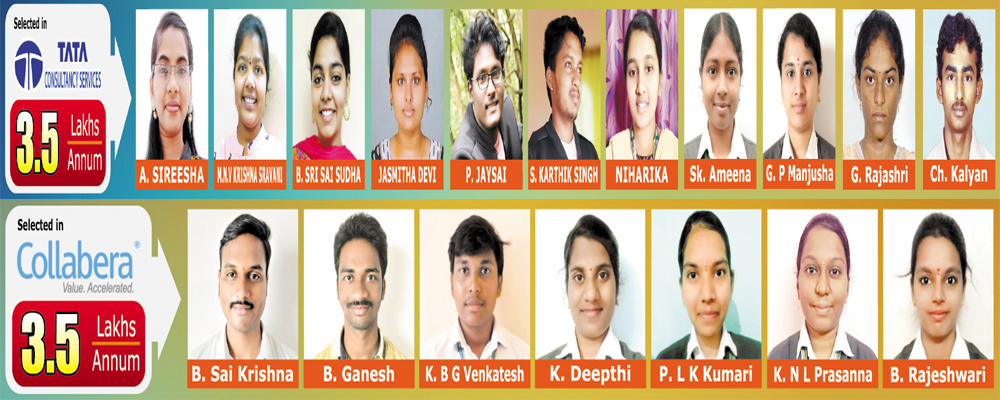 Selected in
TATA
CONSULTANCY SERVICES
3.5 Lakhs
Annum
A. SIREESHA
M.N.V KRISHNA SRAVANI
B. SRI SAI SUDHA
JASMITHA DEVI
P. JAYSAI
S. KARTHIK SINGH
NIHARIKA
Sk. Ameena
G. P Manjusha
G. Rajashri
Ch. Kalyan
Selected in
Collabera®
Value. Accelerated.
3.5 Lakhs
Annum
B. Sai Krishna
B. Ganesh
K. B G Venkatesh
K. Deepthi
P. L K Kumari
K. N L Prasanna
B. Rajeshwari